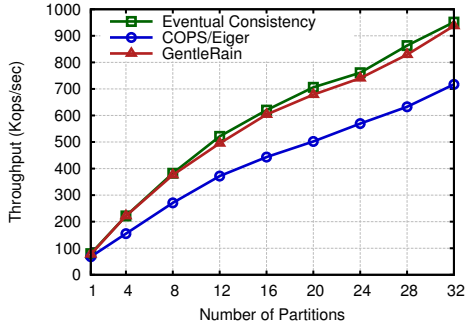 1000
900
800
700
600
500
400
300
200
100
0
Throughput (Kops/sec)
Eventual Consistency
COPS/Eiger
GentleRain
1 4 8 12 16 20 24 28 32
Number of Partitions